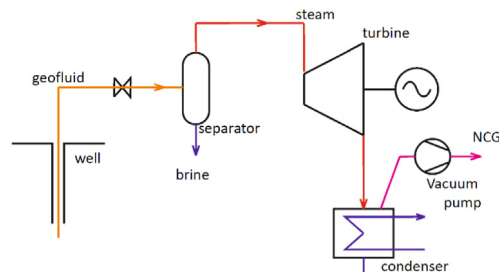 steam
turbine
geofluid
separator
well
brine
NCG
Vacuum
pump
condenser